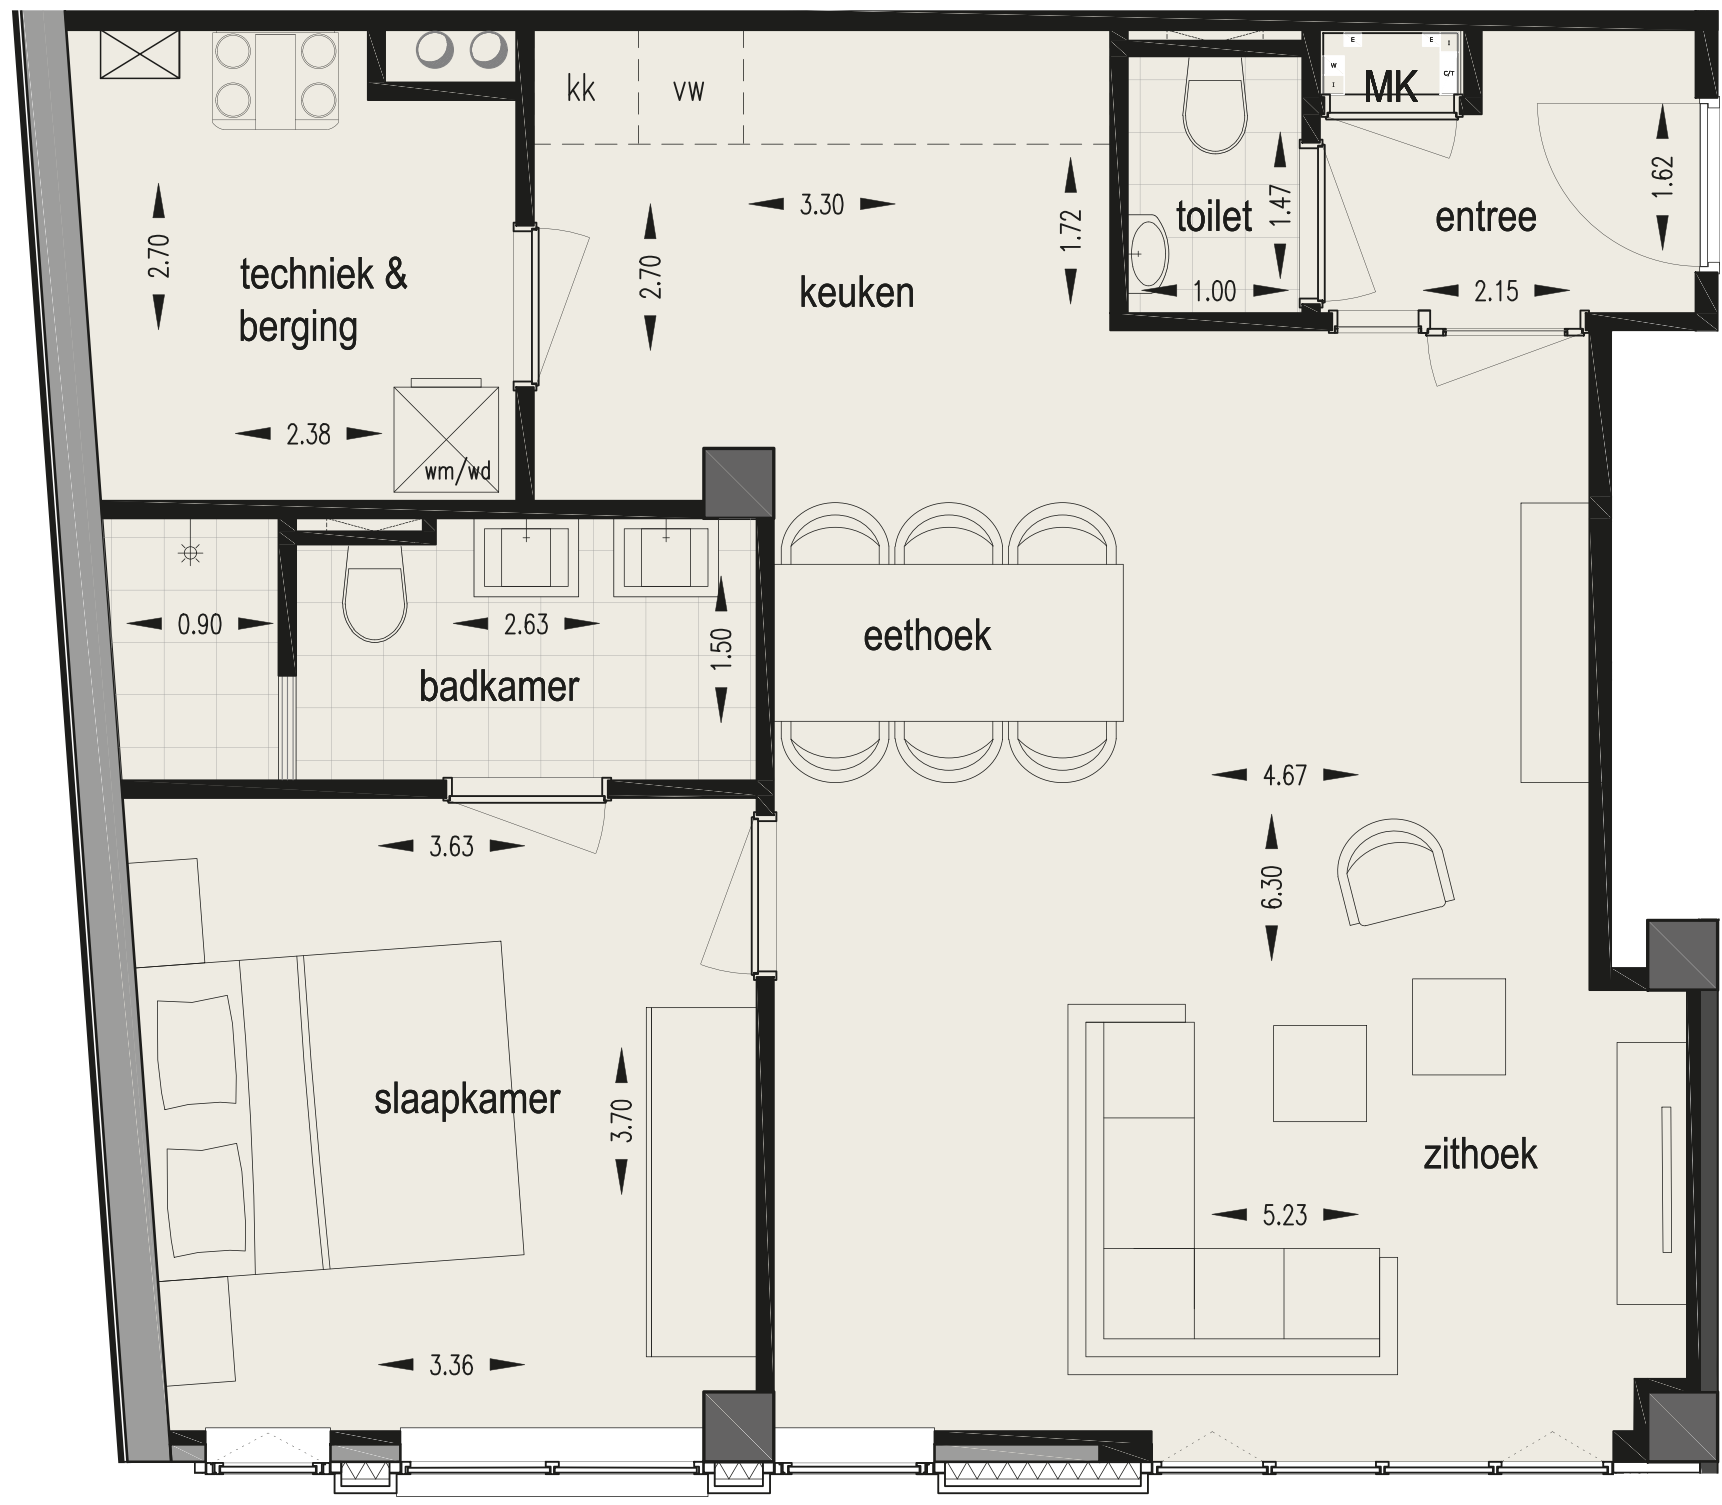 kk
vw
E
E
I
W
C/T
I
MK
3.30
1.62
1.47
1.72
2.70
2.70
toilet
entree
techniek &
berging
keuken
1.00
2.15
2.38
wm/wd
0.90
2.63
1.50
eethoek
badkamer
4.67
3.63
6.30
slaapkamer
3.70
zithoek
5.23
3.36